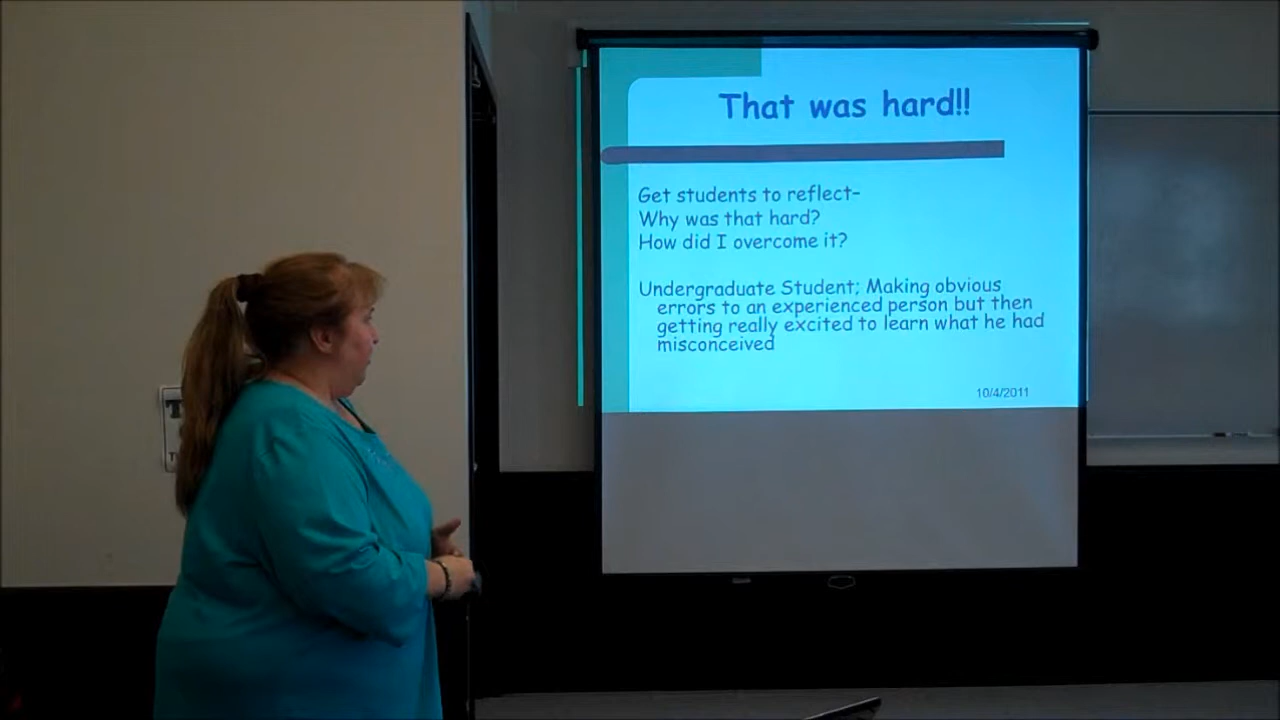 That was hard!!
Get students to reflect–
Why was that hard?
How did I overcome it?
Undergraduate Student; Making obvious
errors to an experienced person but then
getting really excited to learn what he had
misconceived
10/4/2011